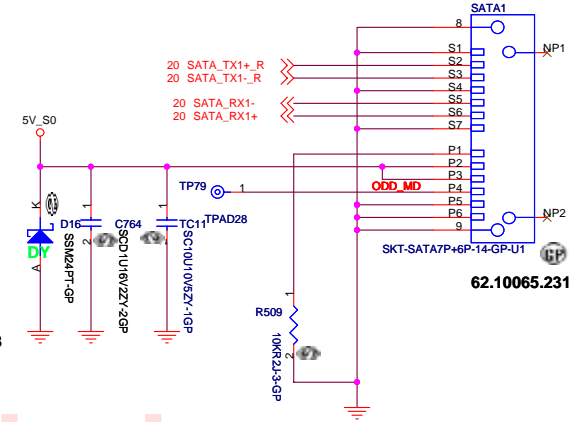 SATA1
8
S1
NP1
20 SATA_TX1+_R
S2
20 SATA_TX1-_R
S3
S4
20 SATA_RX1-
S5
20 SATA_RX1+
S6
S7
5V_S0
P1
P2
P3
TP79
1
ODD_MD
P4
K
P5
NP2
D16
C764
TC11
TPAD28
P6
9
DY
A
SSM24PT-GP
2
SCD1U16V2ZY-2GP
2
SC10U10V5ZY-1GP
SKT-SATA7P+6P-14-GP-U1
GP
62.10065.231
1
R509
10KR2J-3-GP
2